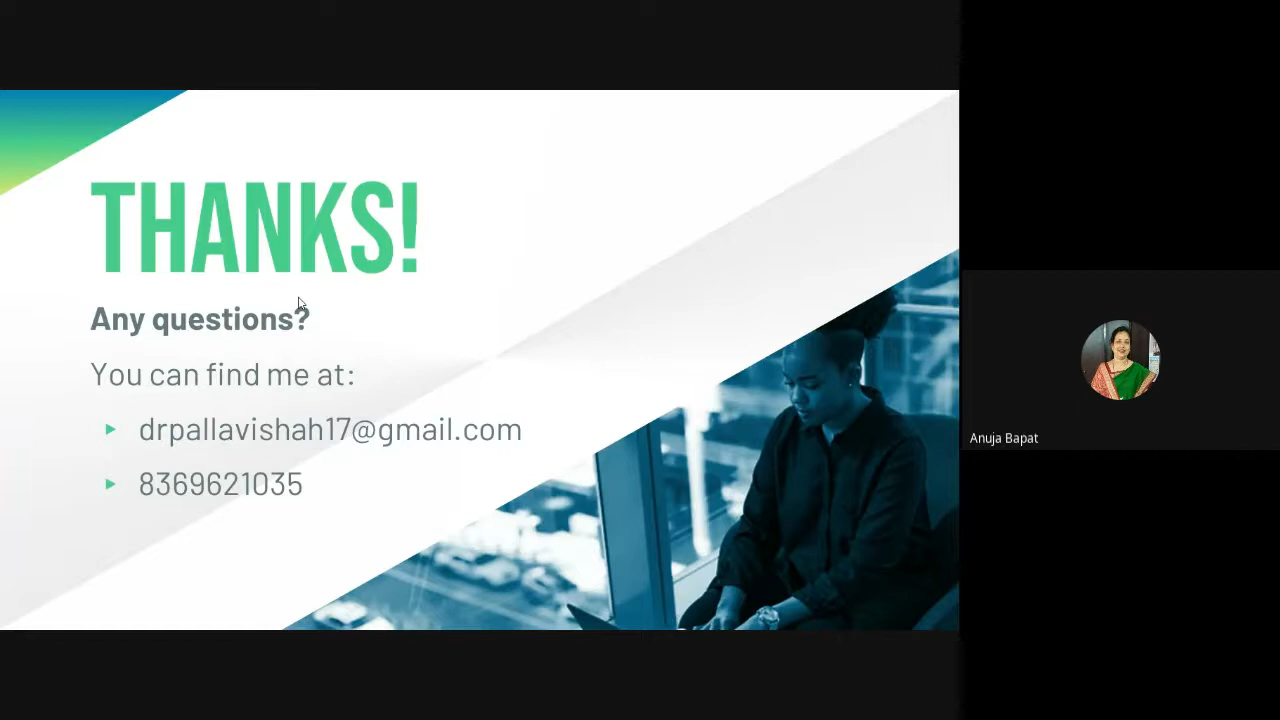 THANKS!
Any questions?
You can find me at:
drpallavishah17@gmail.com
8369621035
Anuja Bapat